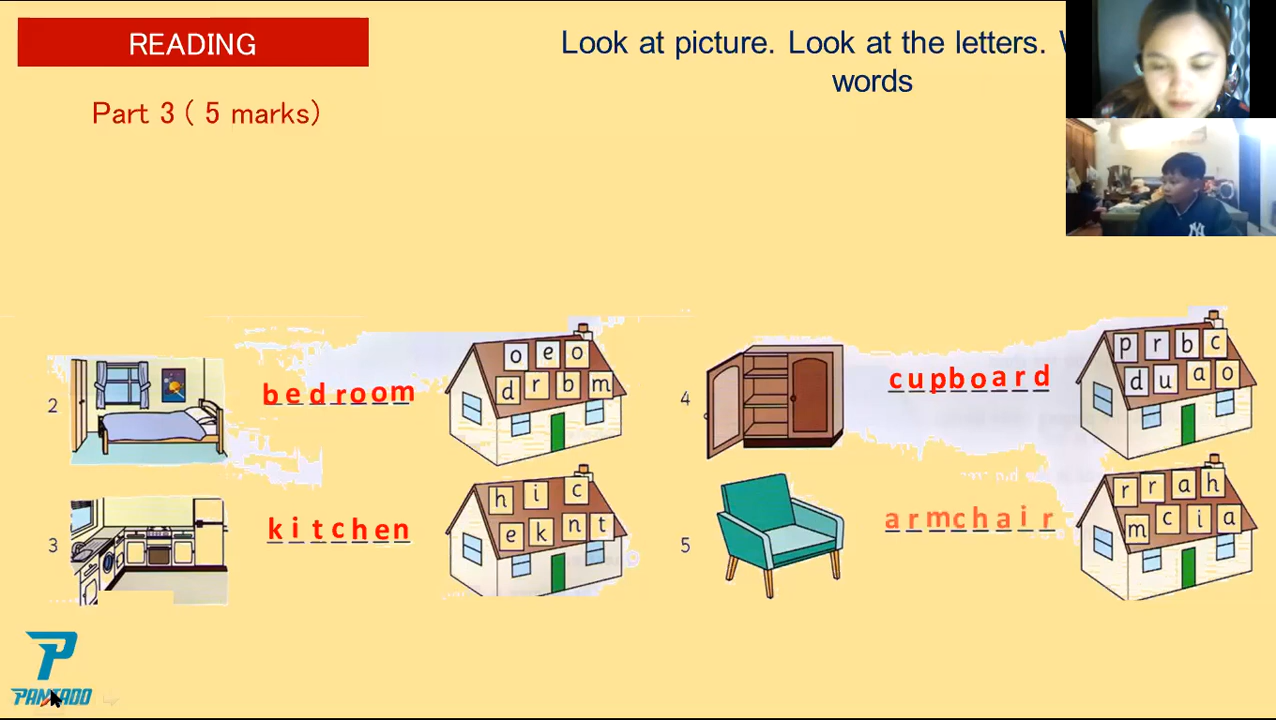 READING
Look at picture. Look at the letters.
words
Part 3 ( 5 marks)
2
bedroom
o e o
d r b m
4
cupboard
p r b c
d u a o
3
kitchen
h i c
e k n t
5
armchair
r r a h
m c i a
PAMTADO